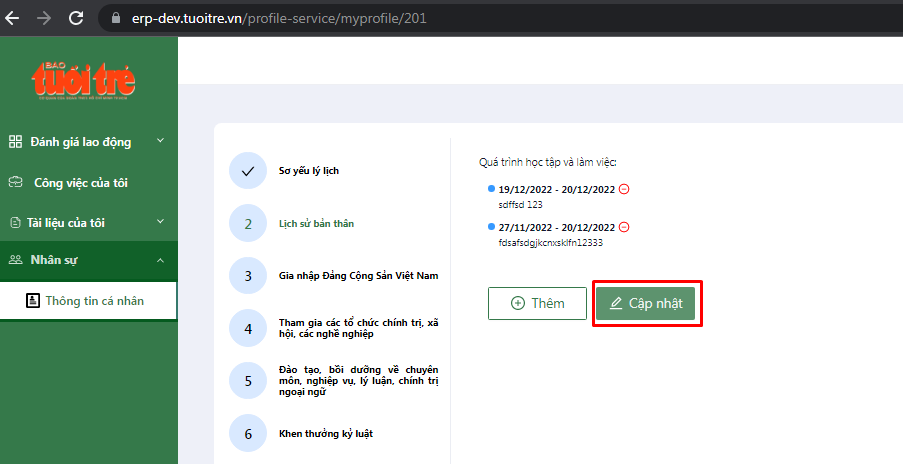 erp-dev.tuoitre.vn/profile-service/myprofile/201
BÁO
tuổi trẻ
Đánh giá lao động
Công việc của tôi
Tài liệu của tôi
Nhân sự
Thông tin cá nhân
Sơ yếu lý lịch
2
Lịch sử bản thân
3
Gia nhập Đảng Cộng Sản Việt Nam
4
Tham gia các tổ chức chính trị, xã
hội, các nghề nghiệp
5
Đào tạo, bồi dưỡng về chuyên
môn, nghiệp vụ, lý luận, chính trị
ngoại ngữ
6
Khen thưởng kỷ luật
Quá trình học tập và làm việc:
19/12/2022 - 20/12/2022
sdffsd 123
27/11/2022 - 20/12/2022
fdsafsdgjkcnxsklfn12333
Thêm
Cập nhật